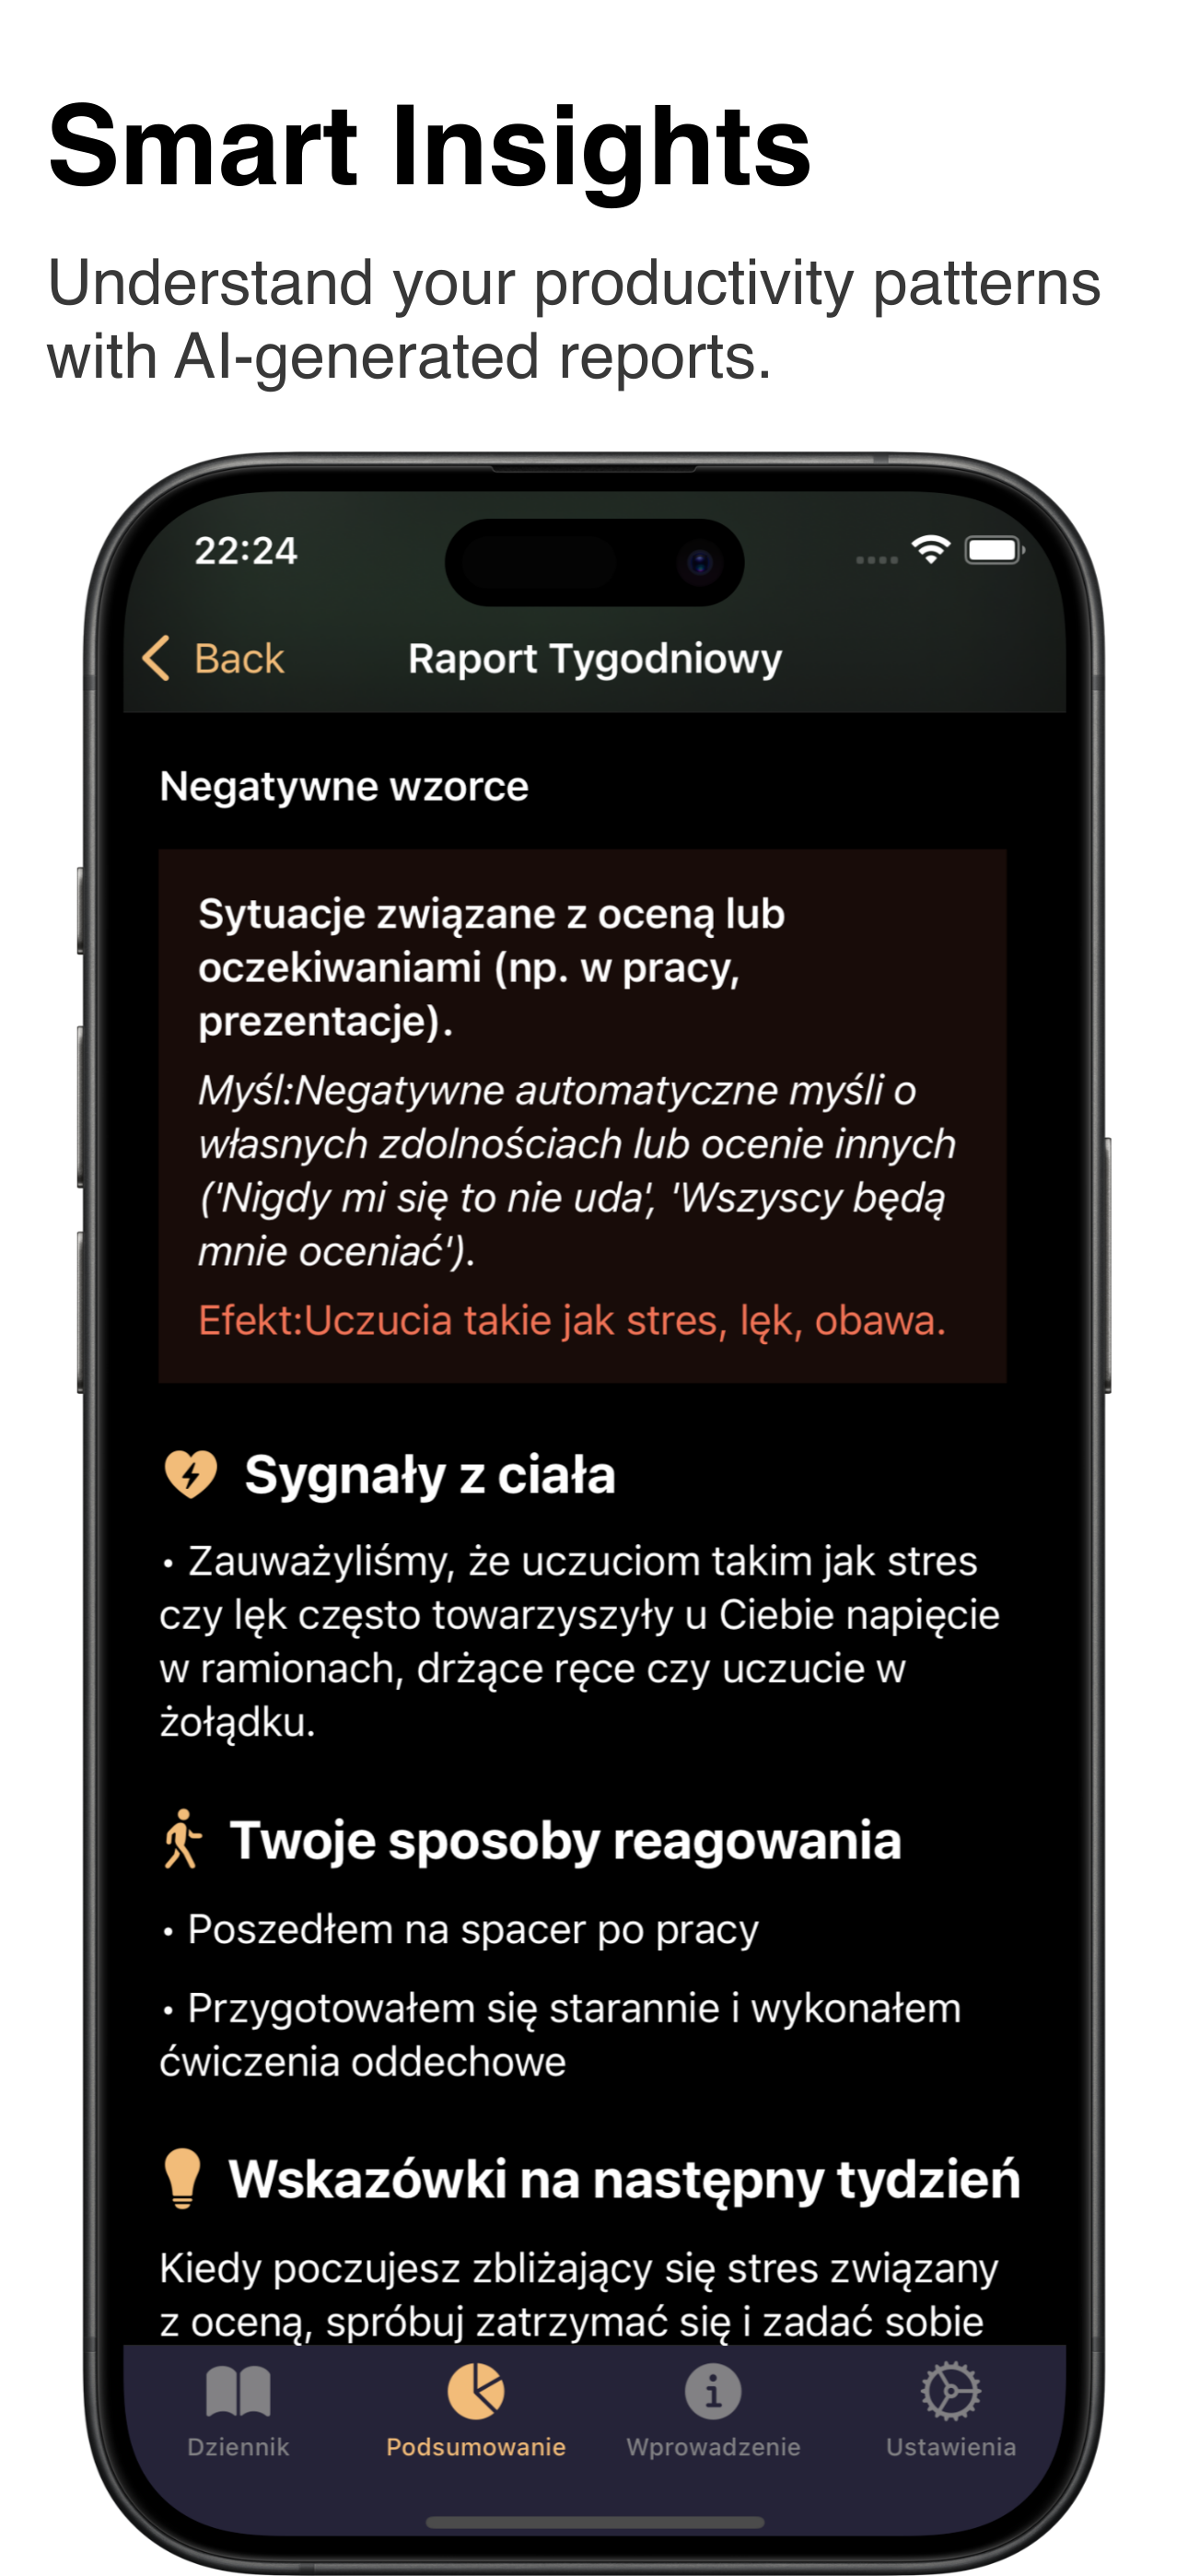 Smart Insights
Understand your productivity patterns
with AI-generated reports.
22:24
Back
Raport Tygodniowy
Negatywne wzorce
Sytuacje związane z oceną lub
oczekiwaniami (np. w pracy,
prezentacje).
Myśl:Negatywne automatyczne myśli o
własnych zdolnościach lub ocenie innych
('Nigdy mi się to nie uda', 'Wszyscy będą
mnie oceniać').
Efekt:Uczucia takie jak stres, lęk, obawa.
Sygnały z ciała
• Zauważyliśmy, że uczuciom takim jak stres
czy lęk często towarzyszyły u Ciebie napięcie
w ramionach, drżące ręce czy uczucie w
żołądku.
Twoje sposoby reagowania
• Poszedłem na spacer po pracy
• Przygotowałem się starannie i wykonałem
ćwiczenia oddechowe
Wskazówki na następny tydzień
Kiedy poczujesz zbliżający się stres związany
z oceną, spróbuj zatrzymać się i zadać sobie
Dziennik
Podsumowanie
Wprowadzenie
Ustawienia